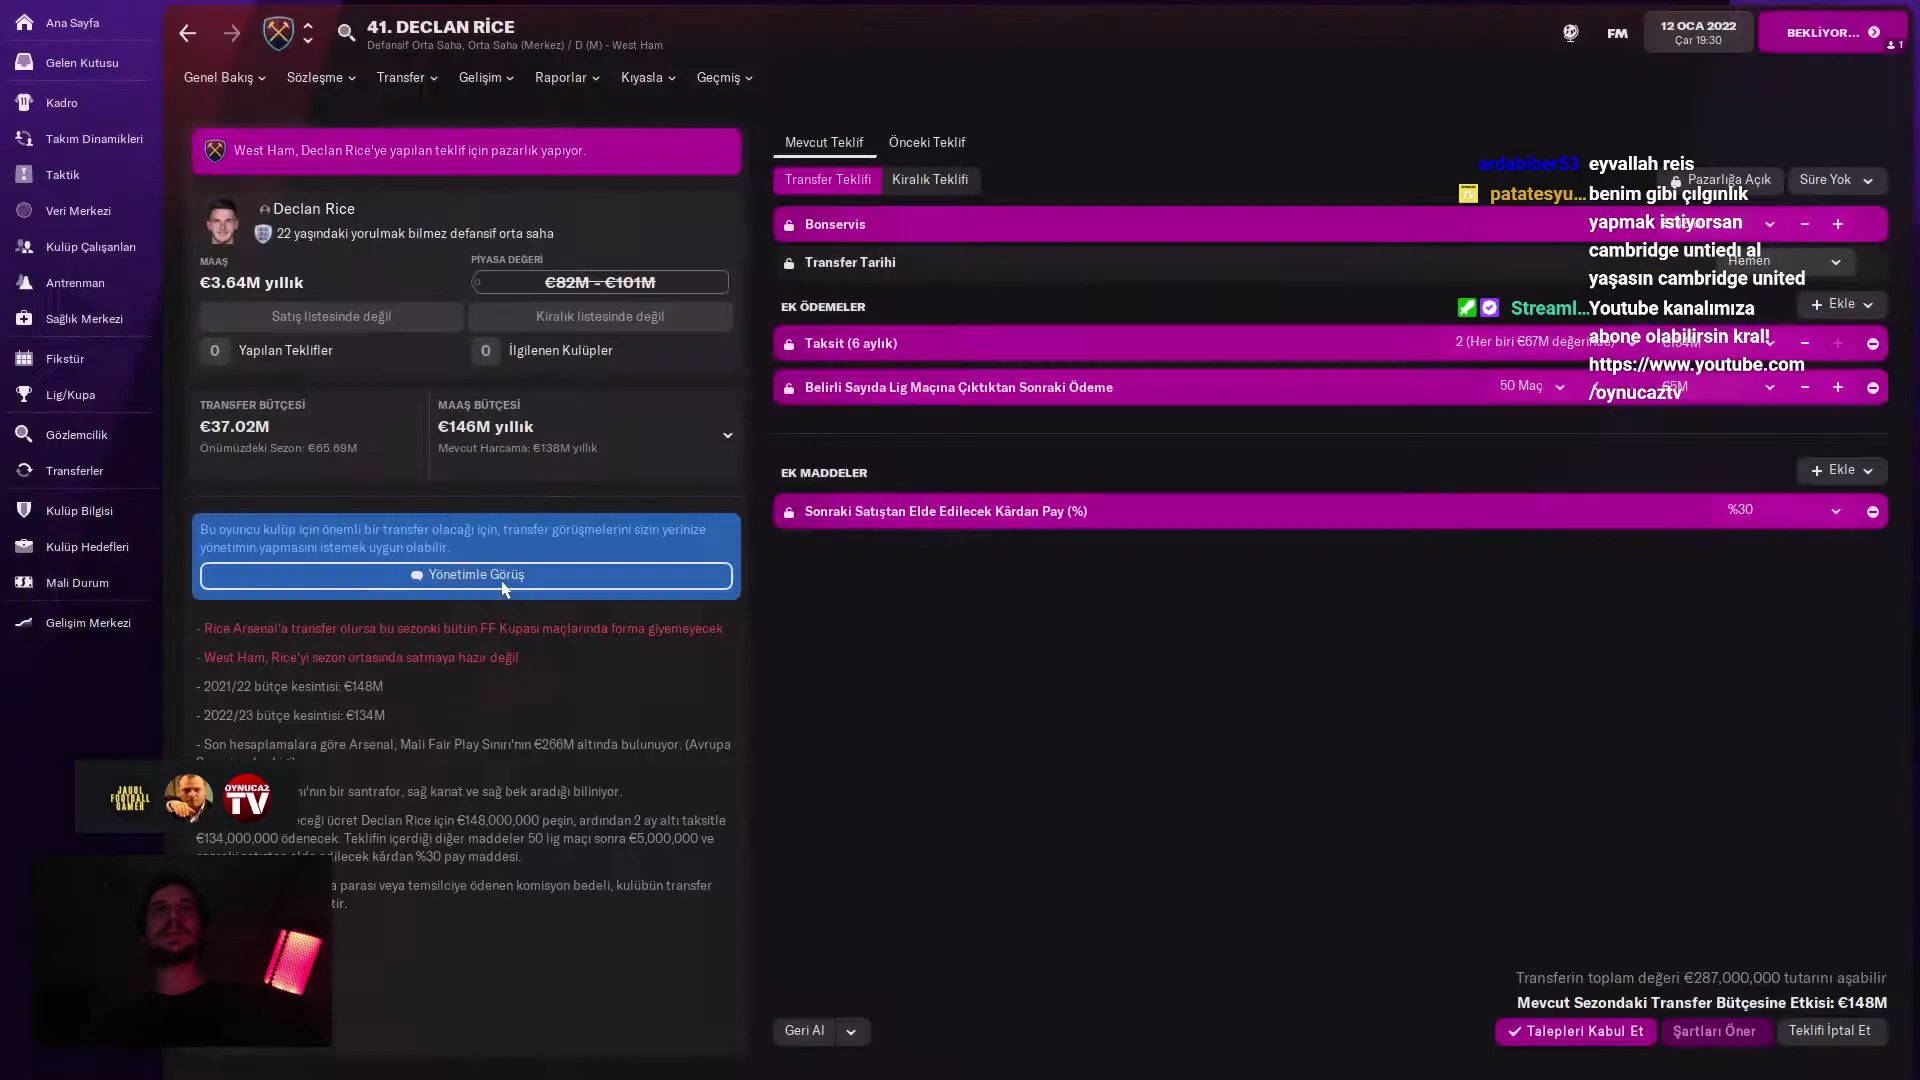 Ana Sayfa
Gelen Kutusu
Kadro
Takım Dinamikleri
Taktik
Veri Merkezi
Kulüp Çalışanları
Antrenman
Sağlık Merkezi
Fikstür
Lig/Kupa
Gözlemcilik
Transferler
Kulüp Bilgisi
Kulüp Hedefleri
Mali Durum
Gelişim Merkezi
41. DECLAN RİCE
Defansif Orta Saha, Orta Saha (Merkez) / D (M) - West Ham
FM
12 OCA 2022
Çar 19:30
BEKLİYOR...
1
Genel Bakış
Sözleşme
Transfer
Gelişim
Raporlar
Kıyasla
Geçmiş
West Ham, Declan Rice'ye yapılan teklif için pazarlık yapıyor.
Declan Rice
22 yaşındaki yorulmak bilmez defansif orta saha
MAAŞ
€3.64M yıllık
PİYASA DEĞERİ
€82M - €101M
Satış listesinde değil
Kiralık listesinde değil
0 Yapılan Teklifler
0 İlgilenen Kulüpler
TRANSFER BÜTÇESİ
€37.02M
Önümüzdeki Sezon: €65.69M
MAAŞ BÜTÇESİ
€146M yıllık
Mevcut Harcama: €138M yıllık
Bu oyuncu kulüp için önemli bir transfer olacağı için, transfer görüşmelerini sizin yerinize
yönetimin yapmasını istemek uygun olabilir.
Yönetimle Görüş
- Rice Arsenal'a transfer olursa bu sezonki bütün FF Kupası maçlarında forma giyemeyecek
- West Ham, Rice'yi sezon ortasında satmaya hazır değil
- 2021/22 bütçe kesintisi: €148M
- 2022/23 bütçe kesintisi: €134M
- Son hesaplamalara göre Arsenal, Mali Fair Play Sınırı'nın €266M altında bulunuyor. (Avrupa
nı'nın bir santrafor, sağ kanat ve sağ bek aradığı biliniyor.
eceği ücret Declan Rice için €148,000,000 peşin, ardından 2 ay altı taksitle
€134,000,000 ödenecek. Teklifin içerdiği diğer maddeler 50 lig maçı sonra €5,000,000 ve
edilecek kârdan %30 pay maddesi.
a parası veya temsilciye ödenen komisyon bedeli, kulübün transfer
tir.
JAUOL
FOOTBALL
GAMER
OYNUCAZ
TV
Mevcut Teklif
Önceki Teklif
Transfer Teklifi
Kiralık Teklifi
Pazarlığa Açık
Süre Yok
Bonservis
Transfer Tarihi
Hemen
EK ÖDEMELER
Ekle
Taksit (6 aylık)
2 (Her biri €67M değerinde)
€134M
Belirli Sayıda Lig Maçına Çıktıktan Sonraki Ödeme
50 Maç
€5M
EK MADDELER
Ekle
Sonraki Satıştan Elde Edilecek Kârdan Pay (%)
%30
ardabiber53 eyvallah reis
patatesyu... benim gibi çılgınlık
yapmak istiyorsan
cambridge untiedı al
yaşasın cambridge united
Streaml... Youtube kanalımıza
abone olabilirsin kral!
https://www.youtube.com
/oynucaztv
Transferin toplam değeri €287,000,000 tutarını aşabilir
Mevcut Sezondaki Transfer Bütçesine Etkisi: €148M
Geri Al
Talepleri Kabul Et
Şartları Öner
Teklifi İptal Et